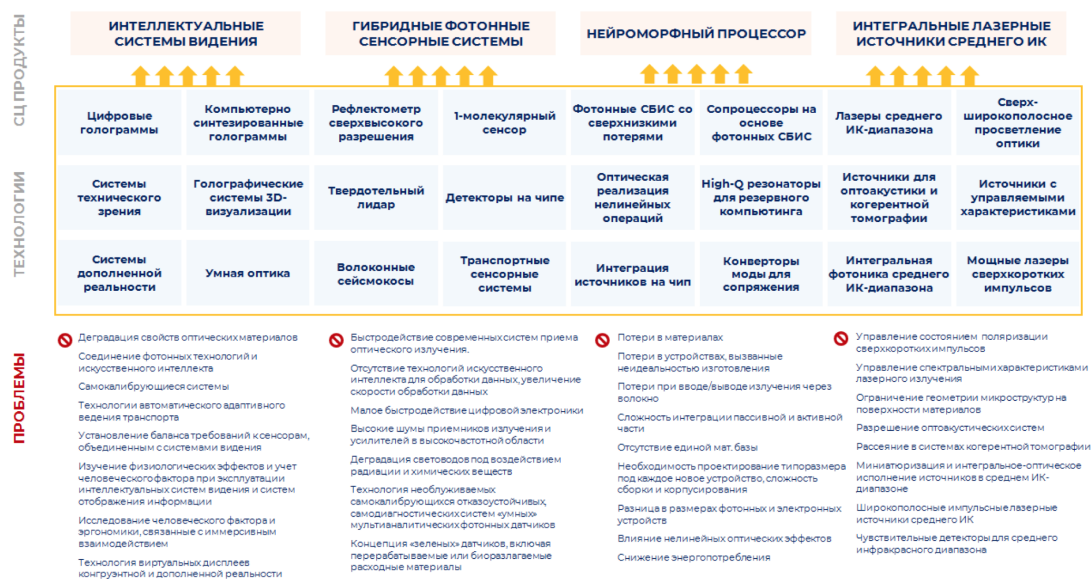 СЦ ПРОДУКТЫ
ИНТЕЛЛЕКТУАЛЬНЫЕ
СИСТЕМЫ ВИДЕНИЯ
ГИБРИДНЫЕ ФОТОННЫЕ
СЕНСОРНЫЕ СИСТЕМЫ
НЕЙРОМОРФНЫЙ ПРОЦЕССОР
ИНТЕГРАЛЬНЫЕ ЛАЗЕРНЫЕ
ИСТОЧНИКИ СРЕДНЕГО ИК
ТЕХНОЛОГИИ
Цифровые
голограммы
Компьютерно
синтезированные
голограммы
Рефлектометр
сверхвысокого
разрешения
1-молекулярный
сенсор
Фотонные СБИС со
сверхнизкими
потерями
Сопроцессоры на
основе
фотонных СБИС
Лазеры среднего
ИК-диапазона
Сверх-
широкополосное
просветление
оптики
Системы
технического
зрения
Голографические
системы 3D-
визуализации
Твердотельный
лидар
Детекторы на чипе
Оптическая
реализация
нелинейных
операций
High-Q резонаторы
для резервного
компьютинга
Источники для
оптоакустики и
когерентной
томографии
Источники с
управляемыми
характеристиками
Системы
дополненной
реальности
Умная оптика
Волоконные
сейсмокосы
Транспортные
сенсорные
системы
Интеграция
источников на чип
Конверторы
моды для
сопряжения
Интегральная
фотоника среднего
ИК-диапазона
Мощные лазеры
сверхкоротких
импульсов
ПРОБЛЕМЫ
Деградация свойств оптических материалов
Соединение фотонных технологий и
искусственного интеллекта
Самокалибрующиеся системы
Технологии автоматического адаптивного
ведения транспорта
Установление баланса требований к сенсорам,
объединенным с системами видения
Изучение физиологических эффектов и учет
человеческого фактора при эксплуатции
интеллектуальных систем видения и систем
отображения информации
Исследование человеческого фактора и
эргономики, связанные с иммерсивным
взаимодействием
Технология виртуальных дисплеев
конгруэнтной и дополненной реальности
Быстродействие современных систем приема
оптического излучения.
Отсутствие технологий искусственного
интеллекта для обработки данных, увеличение
скорости обработки данных
Малое быстродействие цифровой электроники
Высокие шумы приемников излучения и
усилителей в высокочастотной области
Деградация световодов под воздействием
радиации и химических веществ
Технология необлуживаемых
самокалибрующихся отказоустойчивых,
самодиагностических систем «умных»
мультианалитических фотонных датчиков
Концепция «зеленых» датчиков, включая
перерабатываемые или биоразлагаемые
расходные материалы
Потери в материалах
Потери в устройствах, вызванные
неидеальностью изготовления
Потери при вводе/выводе излучения через
волокно
Сложность интеграции пассивной и активной
части
Отсутствие единой мат. базы
Необходимость проектирование типоразмера
под каждое новое устройство, сложность
сборки и корпусирования
Разница в размерах фотонных и электронных
устройств
Влияние нелинейных оптических эффектов
Снижение энергопотребления
Управление состоянием поляризации
сверхкоротких импульсов
Управление спектральными характеристиками
лазерного излучения
Ограничение геометрии микроструктур на
поверхности материалов
Разрешение оптоакустических систем
Рассеяние в системах когерентной томографии
Миниатюризация и интегральное-оптическое
исполнение источников в среднем ИК-
диапазоне
Широкополосные импульсные лазерные
источники среднего ИК
Чувствительные детекторы для среднего
инфракрасного диапазона